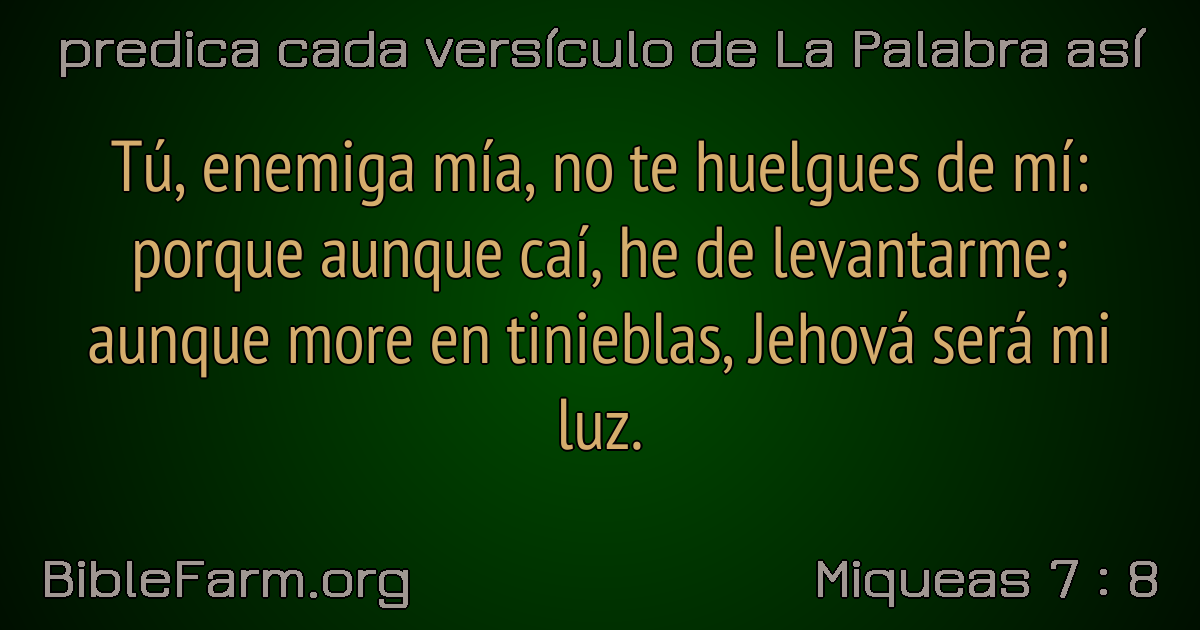 predica cada versículo de La Palabra así
Tú, enemiga mía, no te huelgues de mí:
porque aunque caí, he de levantarme;
aunque more en tinieblas, Jehová será mi
luz.
BibleFarm.org
Miqueas 7 : 8